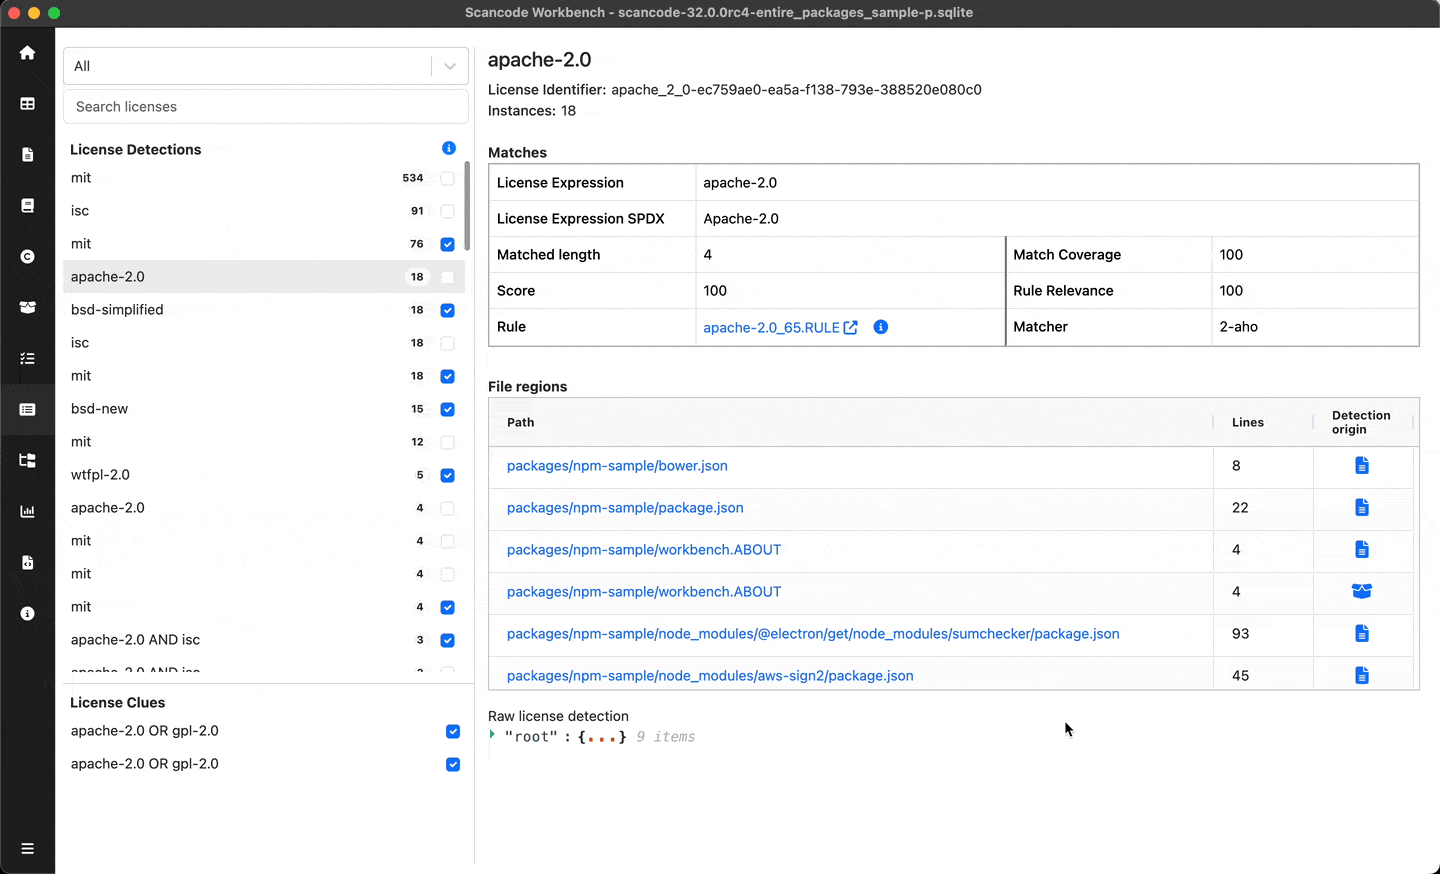 Scancode Workbench - scancode-32.0.0rc4-entire_packages_sample-p.sqlite
All
Search licenses
License Detections
mit 534
isc 91
mit 76
apache-2.0 18
bsd-simplified 18
isc 18
mit 18
bsd-new 15
mit 12
wtfpl-2.0 5
apache-2.0 4
mit 4
mit 4
mit 4
apache-2.0 AND isc 3
apache-2.0 AND isc
License Clues
apache-2.0 OR gpl-2.0
apache-2.0 OR gpl-2.0
apache-2.0
License Identifier: apache_2_0-ec759ae0-ea5a-f138-793e-388520e080c0
Instances: 18
Matches
License Expression apache-2.0
License Expression SPDX Apache-2.0
Matched length 4 Match Coverage 100
Score 100 Rule Relevance 100
Rule apache-2.0_65.RULE Matcher 2-aho
File regions
Path Lines Detection origin
packages/npm-sample/bower.json 8
packages/npm-sample/package.json 22
packages/npm-sample/workbench.ABOUT 4
packages/npm-sample/workbench.ABOUT 4
packages/npm-sample/node_modules/@electron/get/node_modules/sumchecker/package.json 93
packages/npm-sample/node_modules/aws-sign2/package.json 45
Raw license detection
"root" : {...} 9 items